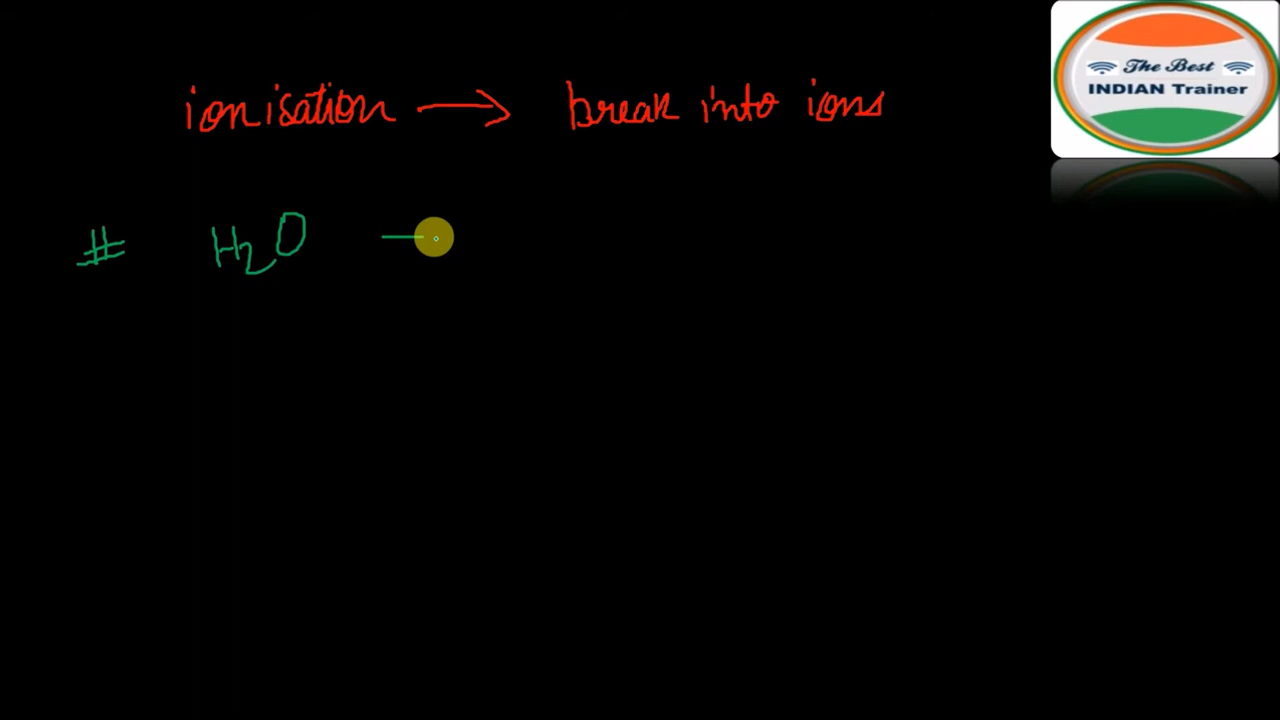 The Best
INDIAN Trainer
ionisation → break into ions
# H₂O —